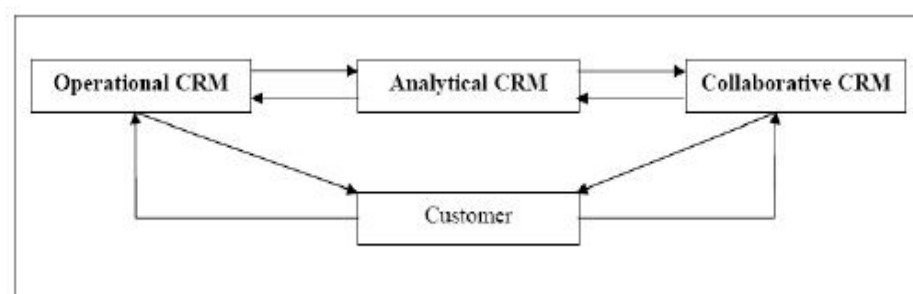 Operational CRM
Analytical CRM
Collaborative CRM
Customer